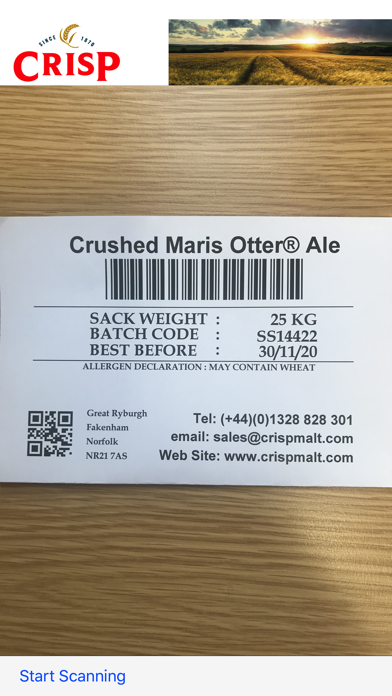 SINCE 1870
CRISP
Crushed Maris Otter® Ale
SACK WEIGHT : 25 KG
BATCH CODE : SS14422
BEST BEFORE : 30/11/20
ALLERGEN DECLARATION : MAY CONTAIN WHEAT
Great Ryburgh
Fakenham
Norfolk
NR21 7AS
Tel: (+44)(0)1328 828 301
email: sales@crispmalt.com
Web Site: www.crispmalt.com
Start Scanning